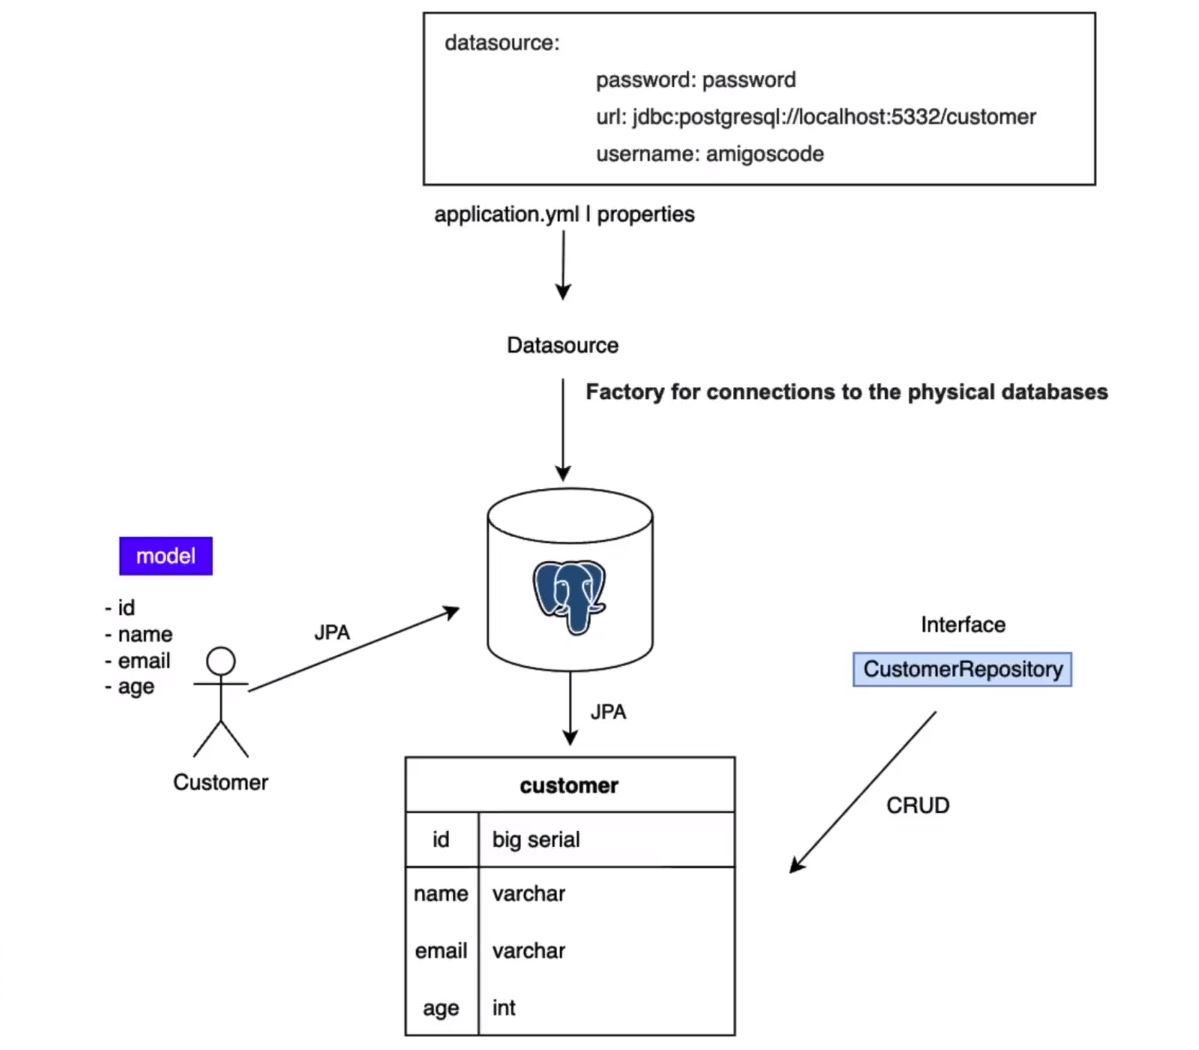 datasource:
password: password
url: jdbc:postgresql://localhost:5332/customer
username: amigoscode
application.yml | properties
Datasource
Factory for connections to the physical databases
model
- id
- name
- email
- age
Customer
JPA
JPA
Interface
CustomerRepository
CRUD
customer
id big serial
name varchar
email varchar
age int